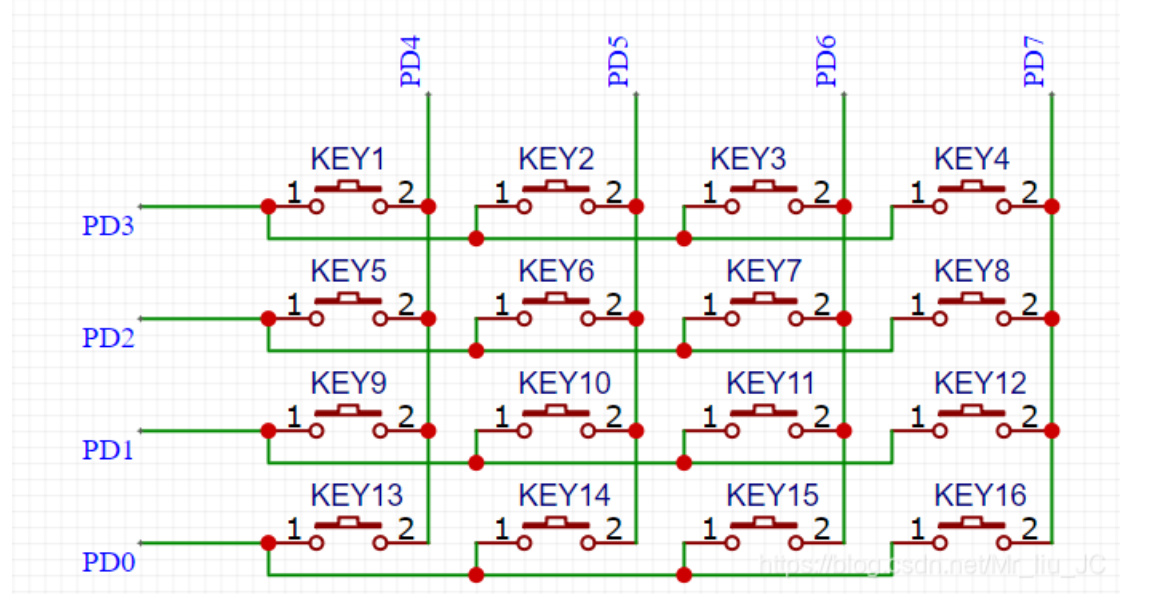 PD4 PD5 PD6 PD7
KEY1 KEY2 KEY3 KEY4
1 2 1 2 1 2 1 2
PD3
KEY5 KEY6 KEY7 KEY8
1 2 1 2 1 2 1 2
PD2
KEY9 KEY10 KEY11 KEY12
1 2 1 2 1 2 1 2
PD1
KEY13 KEY14 KEY15 KEY16
1 2 1 2 1 2 1 2
PD0
https://blog.csdn.net/Mr_liu_JC